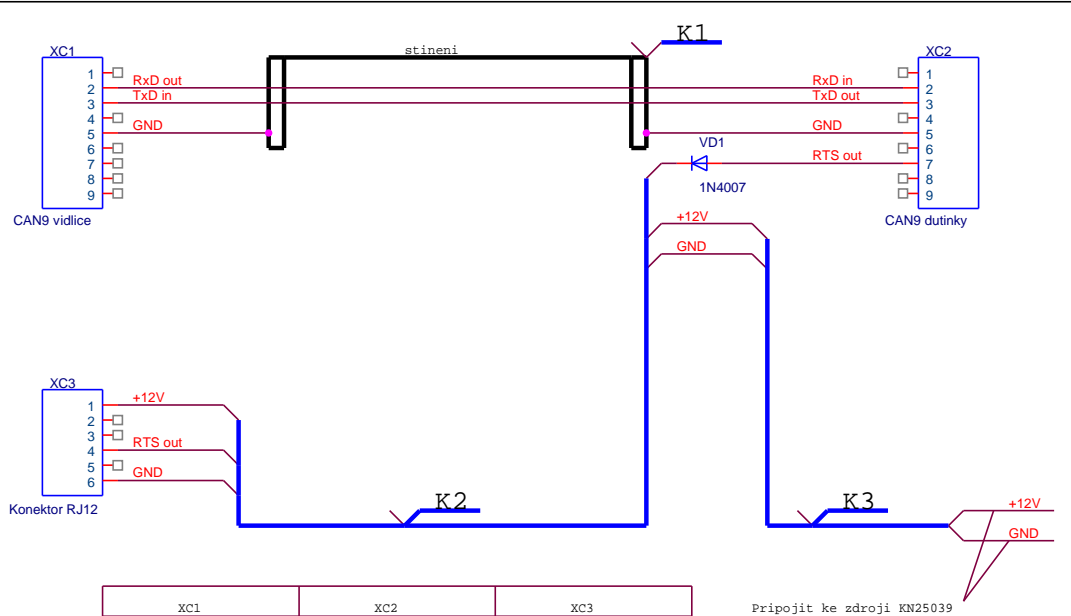 K1
XC1
stineni
XC2
1
RxD out
RxD in
1
2
2
TxD in
TxD out
3
3
4
4
GND
GND
5
5
6
VD1
6
7
RTS out
7
8
1N4007
8
9
9
CAN9 vidlice
CAN9 dutinky
+12V
GND
XC3
+12V
1
2
3
RTS out
4
5
GND
6
Konektor RJ12
K2
K3
+12V
GND
XC1 XC2 XC3
Pripojit ke zdroji KN25039